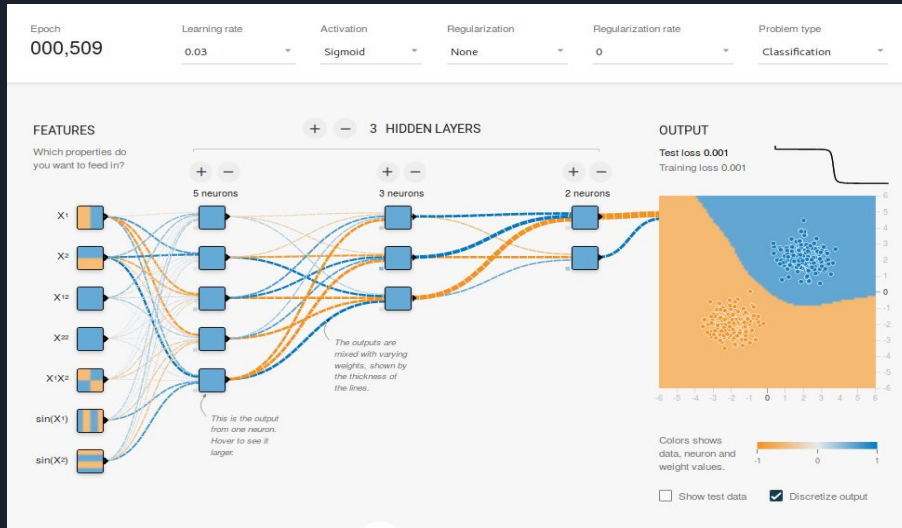 Epoch
000,509
Learning rate
0.03
Activation
Sigmoid
Regularization
None
Regularization rate
0
Problem type
Classification
FEATURES
Which properties do
you want to feed in?
+ − 3 HIDDEN LAYERS
+ −
5 neurons
+ −
3 neurons
+ −
2 neurons
X1
X2
X12
X22
X1X2
sin(X1)
sin(X2)
This is the output
from one neuron.
Hover to see it
larger.
The outputs are
mixed with varying
weights, shown by
the thickness of
the lines.
OUTPUT
Test loss 0.001
Training loss 0.001
6
5
4
3
2
1
0
-1
-2
-3
-4
-5
-6
-6 -5 -4 -3 -2 -1 0 1 2 3 4 5 6
Colors shows
data, neuron and
weight values.
-1 0 1
Show test data
Discretize output